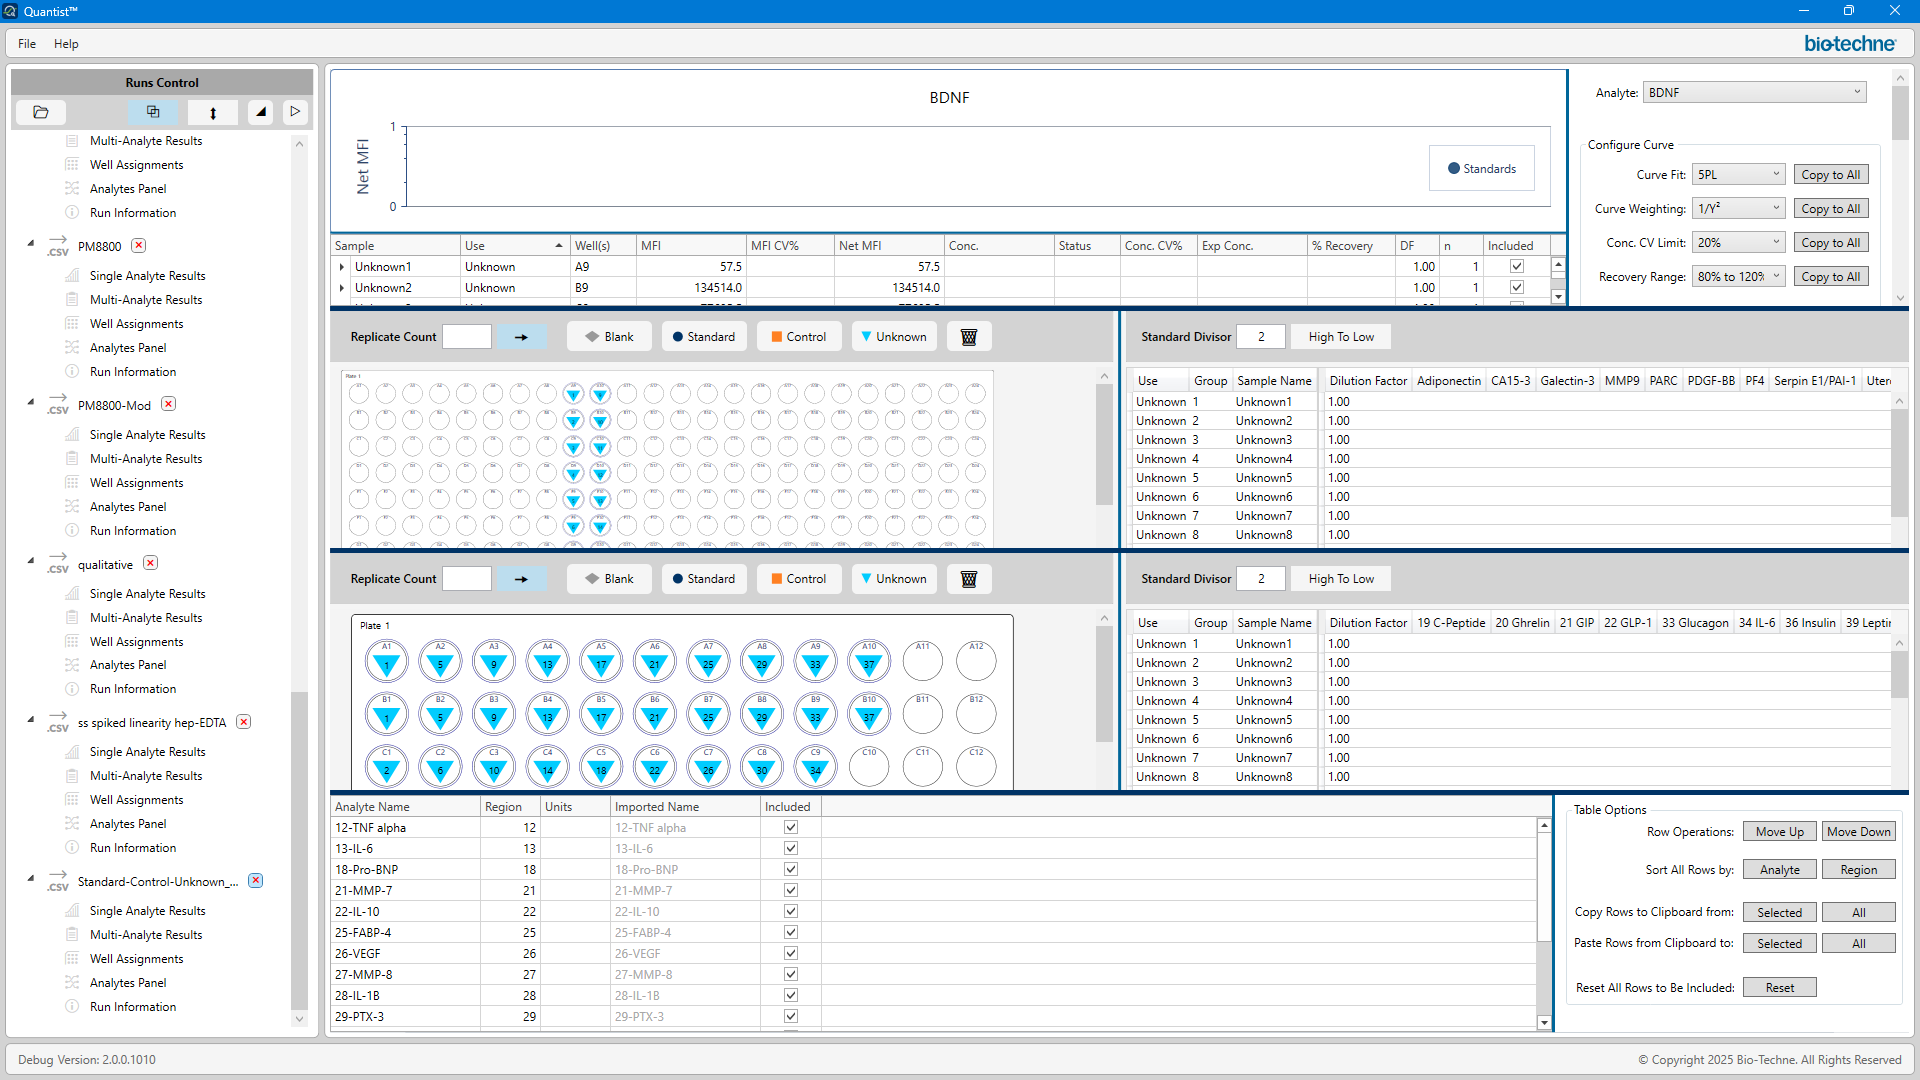 Quantist™
File Help
bio-techne
Runs Control
Multi-Analyte Results
Well Assignments
Analytes Panel
Run Information
.CSV PM8800
Single Analyte Results
Multi-Analyte Results
Well Assignments
Analytes Panel
Run Information
.CSV PM8800-Mod
Single Analyte Results
Multi-Analyte Results
Well Assignments
Analytes Panel
Run Information
.CSV qualitative
Single Analyte Results
Multi-Analyte Results
Well Assignments
Analytes Panel
Run Information
.CSV ss spiked linearity hep-EDTA
Single Analyte Results
Multi-Analyte Results
Well Assignments
Analytes Panel
Run Information
.CSV Standard-Control-Unknown_...
Single Analyte Results
Multi-Analyte Results
Well Assignments
Analytes Panel
Run Information
BDNF
Net MFI
1
0
Standards
Sample Use Well(s) MFI MFI CV% Net MFI Conc. Status Conc. CV% Exp Conc. % Recovery DF n Included
Unknown1 Unknown A9 57.5 57.5 1.00 1
Unknown2 Unknown B9 134514.0 134514.0 1.00 1
Analyte: BDNF
Configure Curve
Curve Fit: 5PL Copy to All
Curve Weighting: 1/Y² Copy to All
Conc. CV Limit: 20% Copy to All
Recovery Range: 80% to 120% Copy to All
Replicate Count Blank Standard Control Unknown
Plate 1
Standard Divisor 2 High To Low
Use Group Sample Name Dilution Factor Adiponectin CA15-3 Galectin-3 MMP9 PARC PDGF-BB PF4 Serpin E1/PAI-1 Uter
Unknown 1 Unknown1 1.00
Unknown 2 Unknown2 1.00
Unknown 3 Unknown3 1.00
Unknown 4 Unknown4 1.00
Unknown 5 Unknown5 1.00
Unknown 6 Unknown6 1.00
Unknown 7 Unknown7 1.00
Unknown 8 Unknown8 1.00
Replicate Count Blank Standard Control Unknown
Plate 1
A1 A2 A3 A4 A5 A6 A7 A8 A9 A10 A11 A12
1 5 9 13 17 21 25 29 33 37
B1 B2 B3 B4 B5 B6 B7 B8 B9 B10 B11 B12
1 5 9 13 17 21 25 29 33 37
C1 C2 C3 C4 C5 C6 C7 C8 C9 C10 C11 C12
2 6 10 14 18 22 26 30 34
Standard Divisor 2 High To Low
Use Group Sample Name Dilution Factor 19 C-Peptide 20 Ghrelin 21 GIP 22 GLP-1 33 Glucagon 34 IL-6 36 Insulin 39 Leptin
Unknown 1 Unknown1 1.00
Unknown 2 Unknown2 1.00
Unknown 3 Unknown3 1.00
Unknown 4 Unknown4 1.00
Unknown 5 Unknown5 1.00
Unknown 6 Unknown6 1.00
Unknown 7 Unknown7 1.00
Unknown 8 Unknown8 1.00
Analyte Name Region Units Imported Name Included
12-TNF alpha 12 12-TNF alpha
13-IL-6 13 13-IL-6
18-Pro-BNP 18 18-Pro-BNP
21-MMP-7 21 21-MMP-7
22-IL-10 22 22-IL-10
25-FABP-4 25 25-FABP-4
26-VEGF 26 26-VEGF
27-MMP-8 27 27-MMP-8
28-IL-1B 28 28-IL-1B
29-PTX-3 29 29-PTX-3
Table Options
Row Operations: Move Up Move Down
Sort All Rows by: Analyte Region
Copy Rows to Clipboard from: Selected All
Paste Rows from Clipboard to: Selected All
Reset All Rows to Be Included: Reset
Debug Version: 2.0.0.1010
© Copyright 2025 Bio-Techne. All Rights Reserved